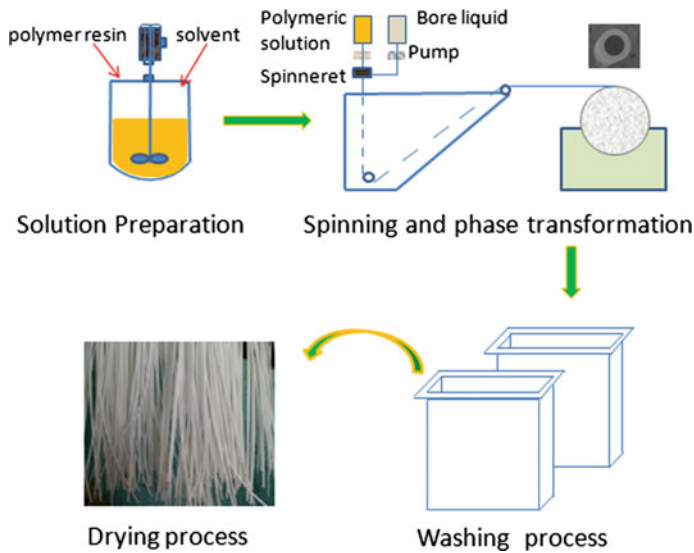 polymer resin
solvent
Polymeric
solution
Bore liquid
Pump
Spinneret
Solution Preparation
Spinning and phase transformation
Drying process
Washing process